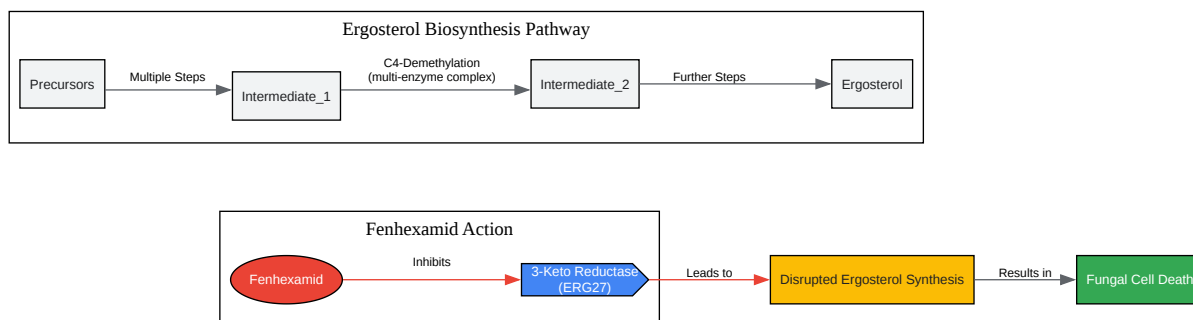 Ergosterol Biosynthesis Pathway
Precursors
Multiple Steps
Intermediate_1
C4-Demethylation
(multi-enzyme complex)
Intermediate_2
Further Steps
Ergosterol
Fenhexamid Action
Fenhexamid
Inhibits
3-Keto Reductase
(ERG27)
Leads to
Disrupted Ergosterol Synthesis
Results in
Fungal Cell Death